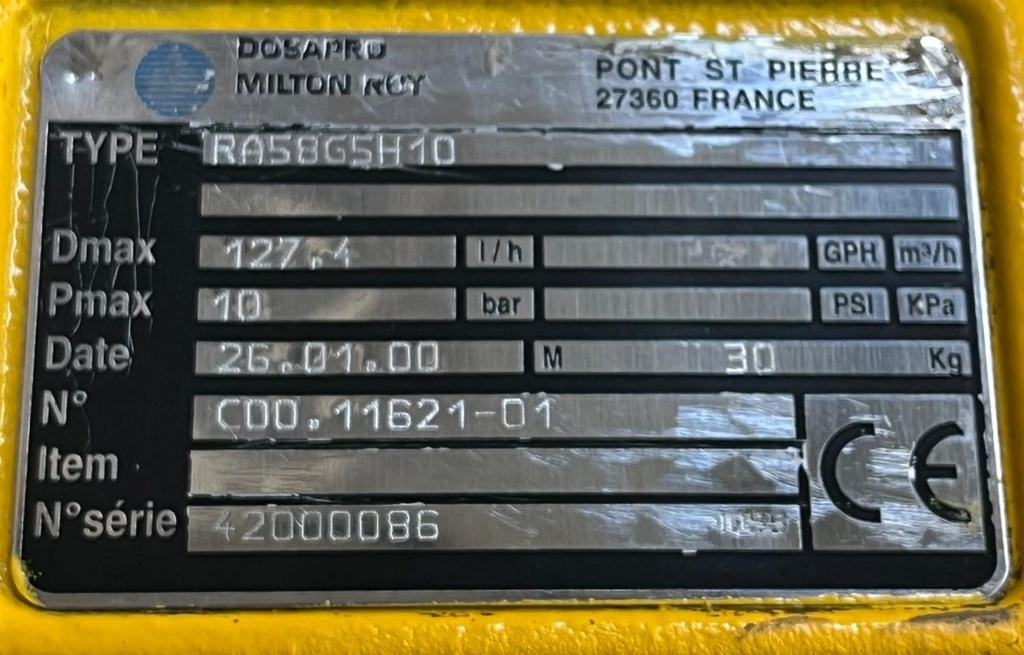 DOSAPRO
MILTON ROY
PONT ST PIERRE
27360 FRANCE
TYPE RA58G5H10
Dmax 127.4 l/h GPH m³/h
Pmax 10 bar PSI KPa
Date 26.01.00 M 30 Kg
N° C00.11621-01
Item
N°série 42000086
CE